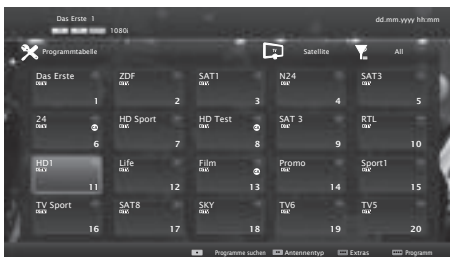 Das Erste 1
dd.mm.yyyy hh:mm
1080i
Programmtabelle
TV
Satellite
All
Das Erste
1
ZDF
2
SAT1
3
N24
4
SAT3
5
24
6
HD Sport
7
HD Test
8
SAT 3
9
RTL
10
HD1
11
Life
12
Film
13
Promo
14
Sport1
15
TV Sport
16
SAT8
17
SKY
18
TV6
19
TV5
20
Programme suchen
Antennentyp
Extras
Programm